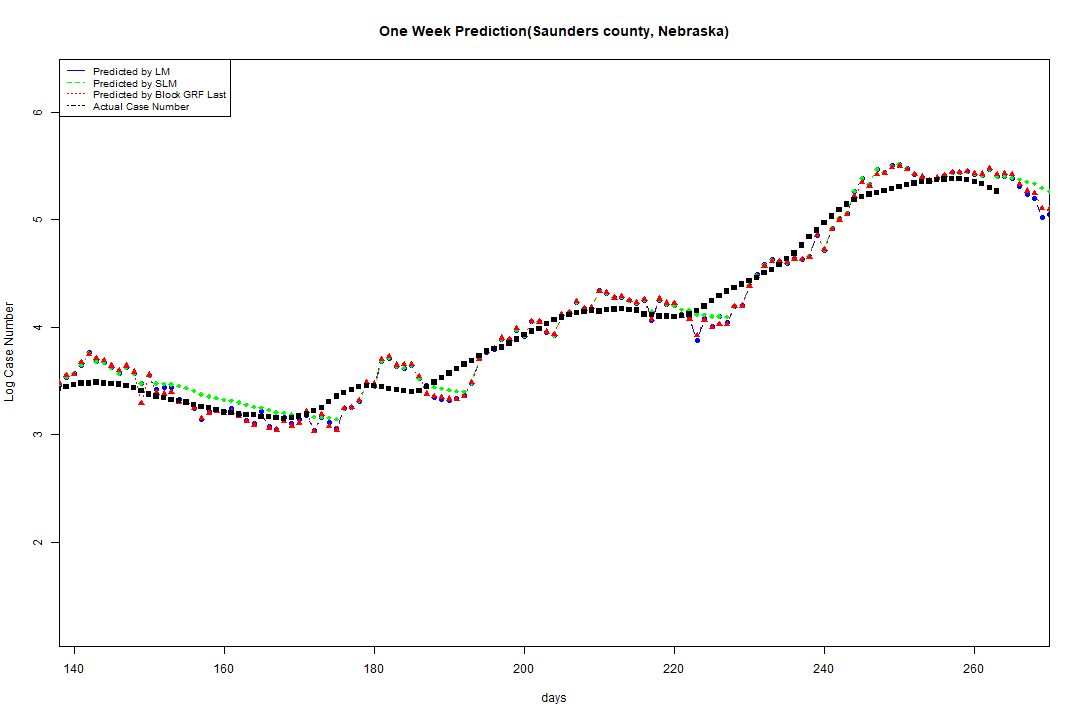 One Week Prediction(Saunders county, Nebraska)
Predicted by LM
Predicted by SLM
Predicted by Block GRF Last
Actual Case Number
6
5
4
3
2
Log Case Number
140 160 180 200 220 240 260
days